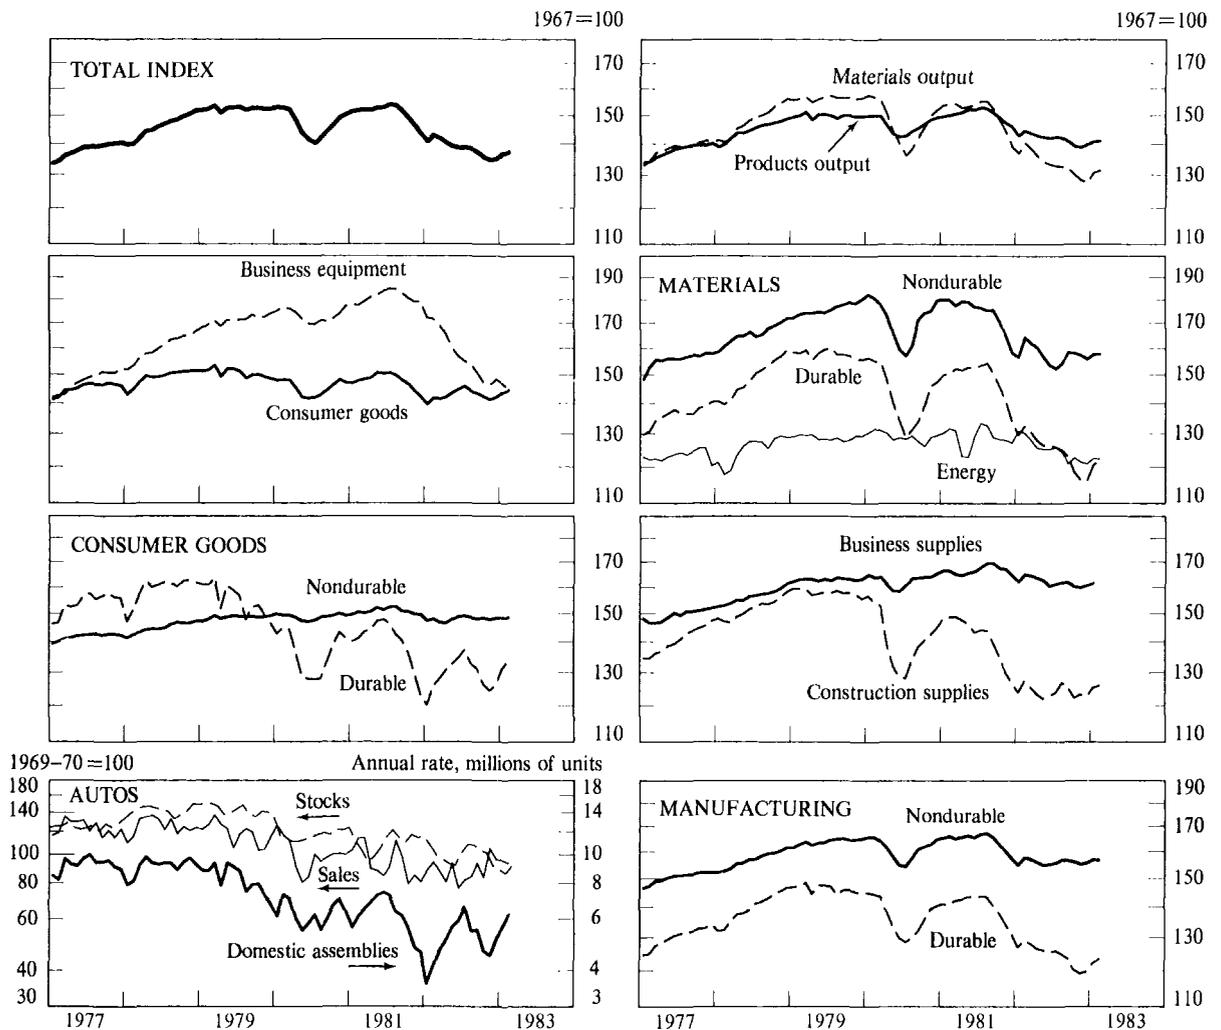 1967=100
1967=100
TOTAL INDEX
170
150
130
110
Materials output
Products output
170
150
130
110
Business equipment
Consumer goods
190
170
150
130
110
MATERIALS
Nondurable
Durable
Energy
190
170
150
130
110
CONSUMER GOODS
Nondurable
Durable
170
150
130
110
Business supplies
Construction supplies
170
150
130
110
1969–70=100
Annual rate, millions of units
AUTOS
180
140
100
80
60
40
30
Stocks
Sales
Domestic assemblies
18
14
10
8
6
4
3
1977
1979
1981
1983
MANUFACTURING
Nondurable
Durable
190
170
150
130
110
1977
1979
1981
1983